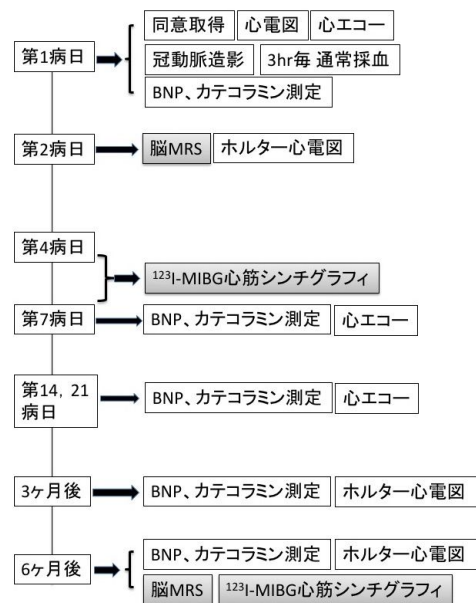 第1病日
同意取得 心電図 心エコー
冠動脈造影 3hr毎 通常採血
BNP、カテコラミン測定
第2病日
脳MRS ホルター心電図
第4病日
¹²³I-MIBG心筋シンチグラフィ
第7病日
BNP、カテコラミン測定 心エコー
第14, 21
病日
BNP、カテコラミン測定 心エコー
3ヶ月後
BNP、カテコラミン測定 ホルター心電図
6ヶ月後
BNP、カテコラミン測定 ホルター心電図
脳MRS ¹²³I-MIBG心筋シンチグラフィ